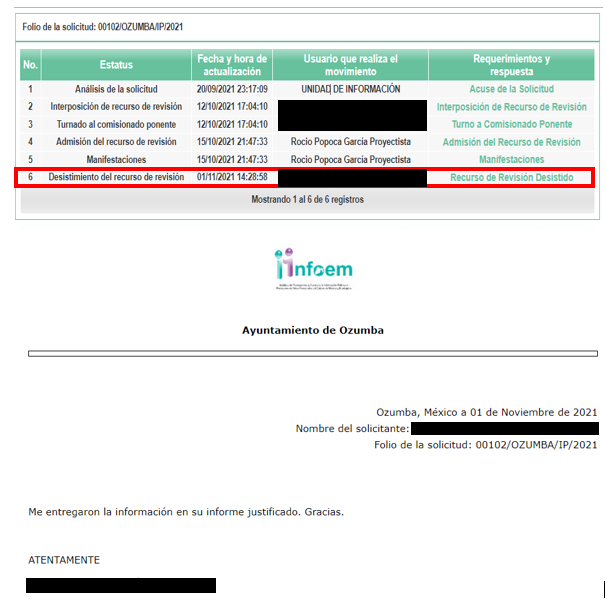 Folio de la solicitud: 00102/OZUMBA/IP/2021
No. Estatus Fecha y hora de actualización Usuario que realiza el movimiento Requerimientos y respuesta
1 Análisis de la solicitud 20/09/2021 23:17:09 UNIDAD DE INFORMACIÓN Acuse de la Solicitud
2 Interposición de recurso de revisión 12/10/2021 17:04:10 Interposición de Recurso de Revisión
3 Turnado al comisionado ponente 12/10/2021 17:04:10 Turno a Comisionado Ponente
4 Admisión del recurso de revisión 15/10/2021 21:47:33 Rocio Popoca García Proyectista Admisión del Recurso de Revisión
5 Manifestaciones 15/10/2021 21:47:33 Rocio Popoca García Proyectista Manifestaciones
6 Desistimiento del recurso de revisión 01/11/2021 14:28:58 Recurso de Revisión Desistido
Mostrando 1 al 6 de 6 registros
infoem
Ayuntamiento de Ozumba
Ozumba, México a 01 de Noviembre de 2021
Nombre del solicitante:
Folio de la solicitud: 00102/OZUMBA/IP/2021
Me entregaron la información en su informe justificado. Gracias.
ATENTAMENTE